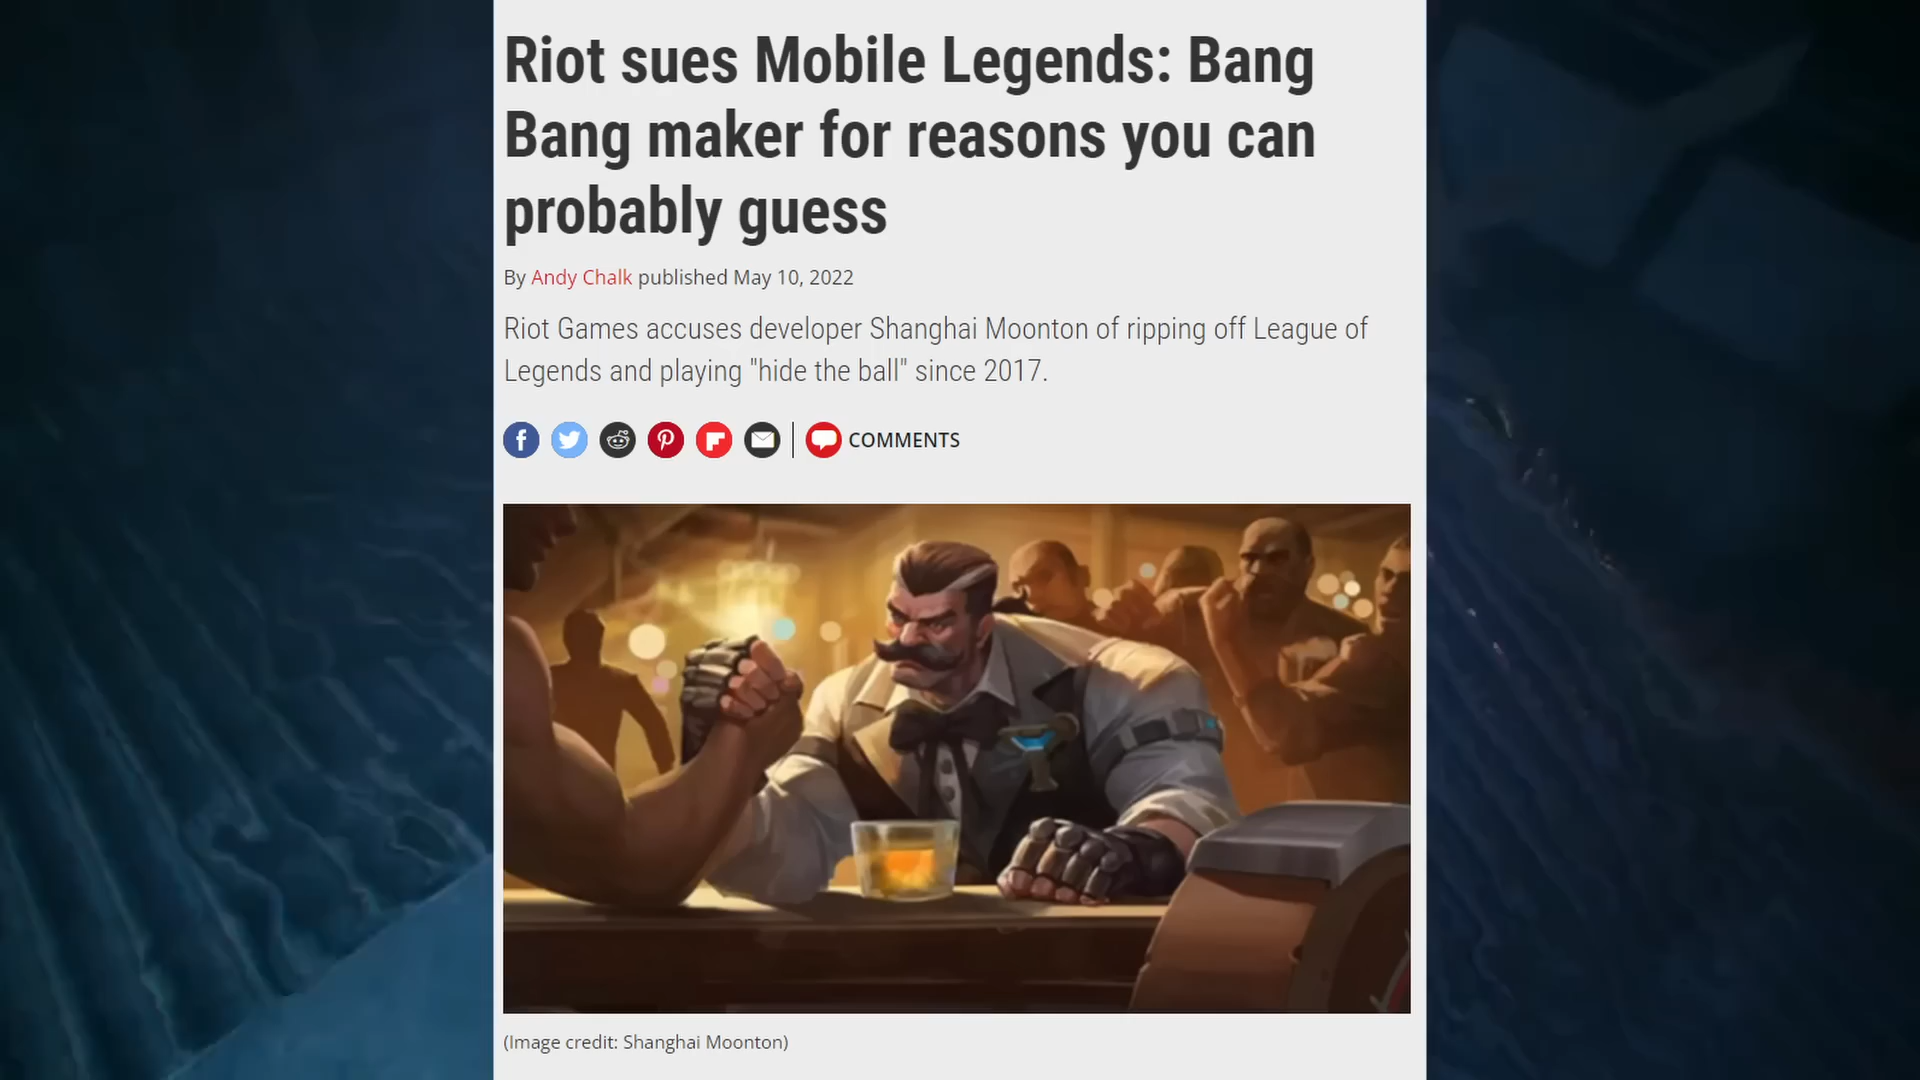 Riot sues Mobile Legends: Bang
Bang maker for reasons you can
probably guess
By Andy Chalk published May 10, 2022
Riot Games accuses developer Shanghai Moonton of ripping off League of
Legends and playing "hide the ball" since 2017.
COMMENTS
(Image credit: Shanghai Moonton)